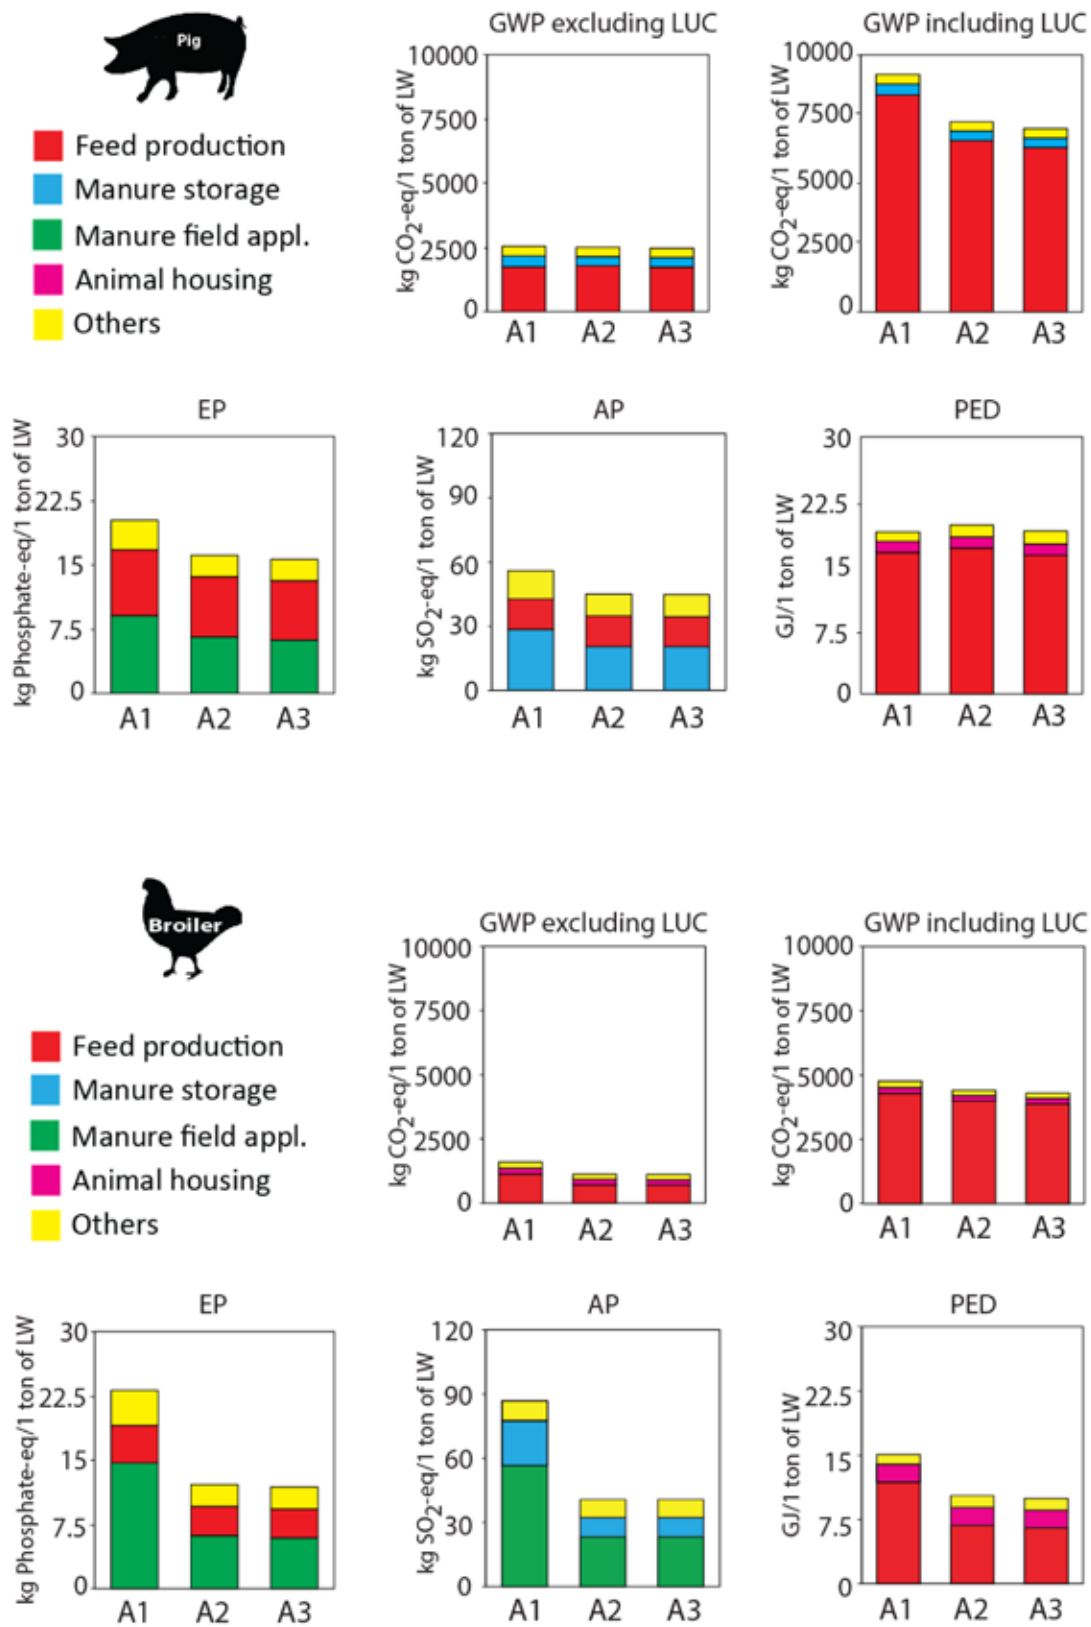 Pig
Feed production
Manure storage
Manure field appl.
Animal housing
Others
GWP excluding LUC
kg CO2-eq/1 ton of LW
10000
7500
5000
2500
0
A1 A2 A3
GWP including LUC
kg CO2-eq/1 ton of LW
10000
7500
5000
2500
0
A1 A2 A3
EP
kg Phosphate-eq/1 ton of LW
30
22.5
15
7.5
0
A1 A2 A3
AP
kg SO2-eq/1 ton of LW
120
90
60
30
0
A1 A2 A3
PED
GJ/1 ton of LW
30
22.5
15
7.5
0
A1 A2 A3
Broiler
Feed production
Manure storage
Manure field appl.
Animal housing
Others
GWP excluding LUC
kg CO2-eq/1 ton of LW
10000
7500
5000
2500
0
A1 A2 A3
GWP including LUC
kg CO2-eq/1 ton of LW
10000
7500
5000
2500
0
A1 A2 A3
EP
kg Phosphate-eq/1 ton of LW
30
22.5
15
7.5
0
A1 A2 A3
AP
kg SO2-eq/1 ton of LW
120
90
60
30
0
A1 A2 A3
PED
GJ/1 ton of LW
30
22.5
15
7.5
0
A1 A2 A3